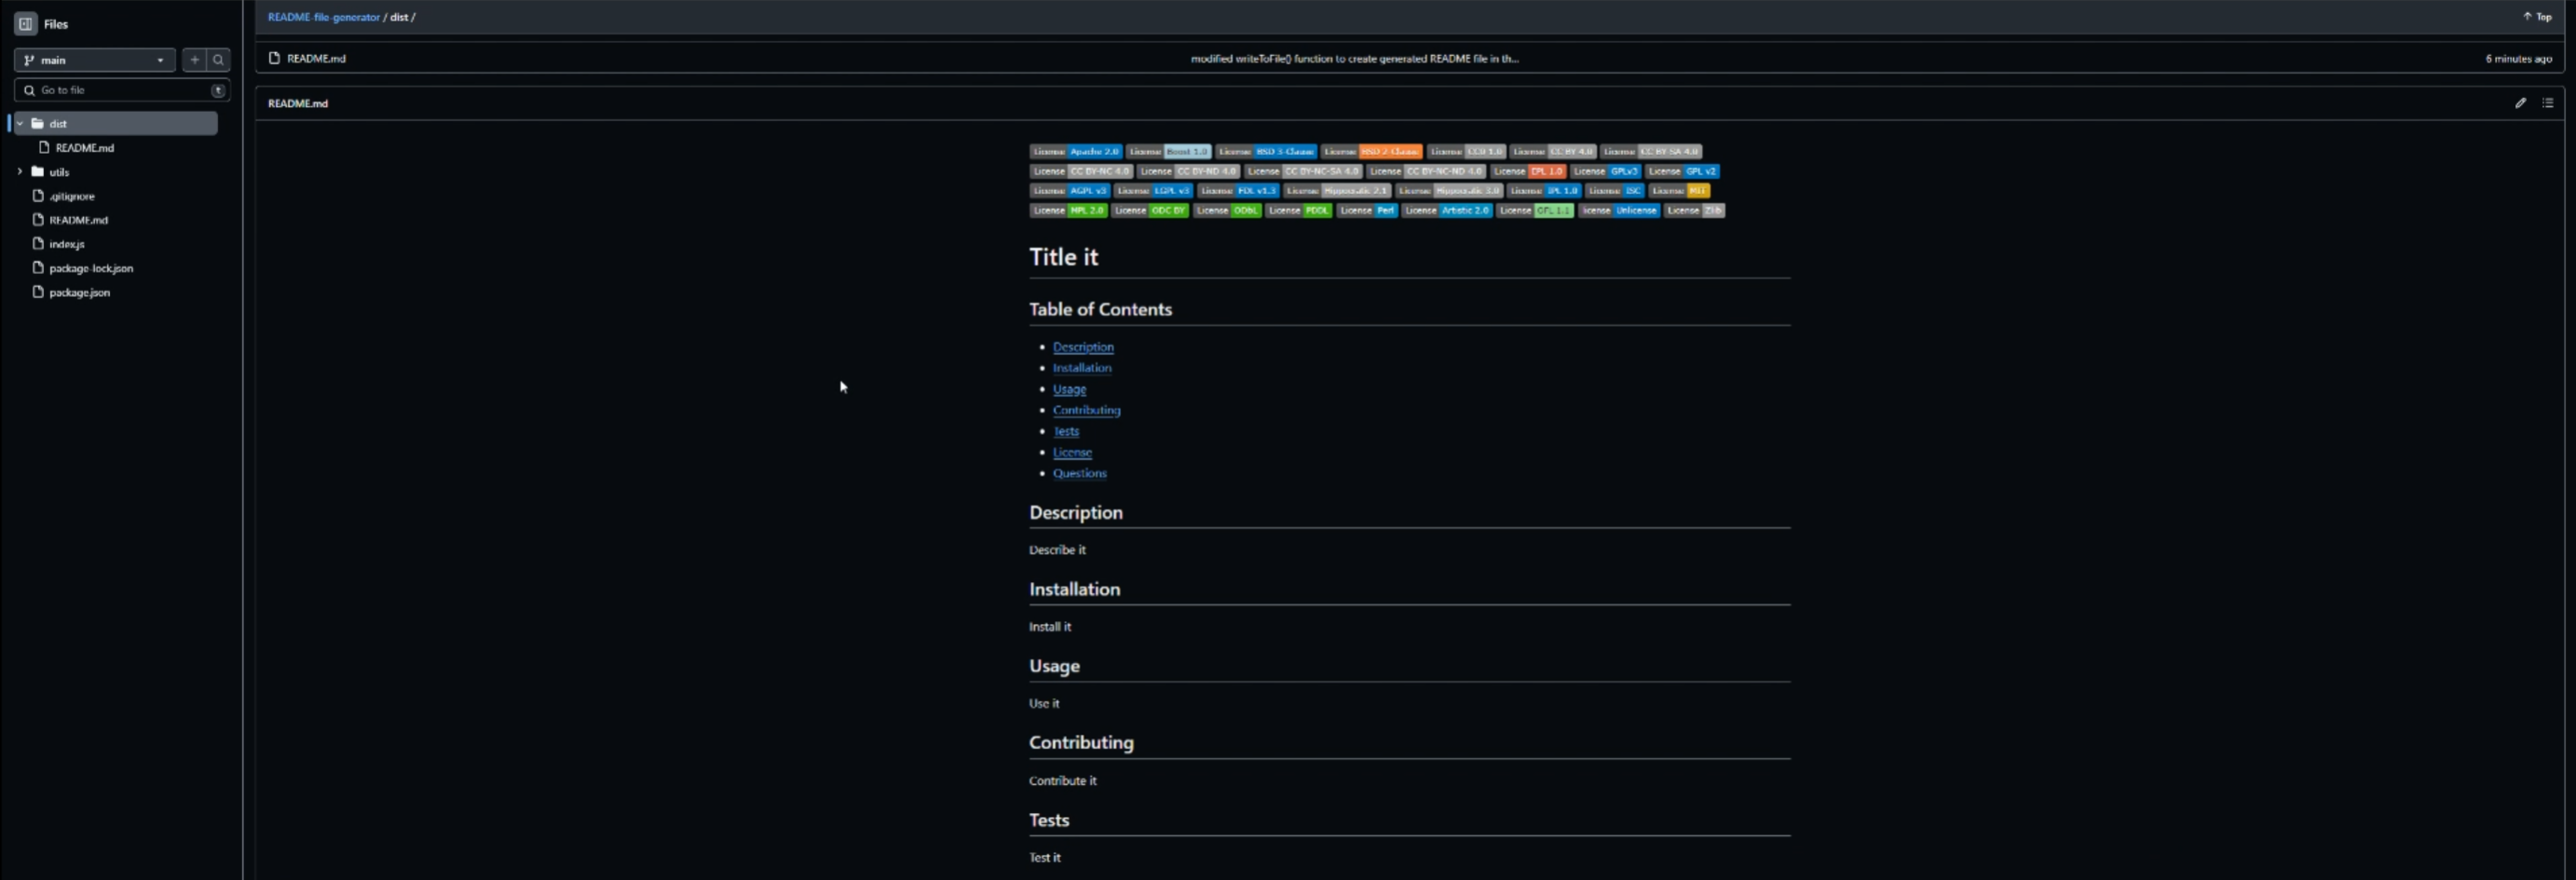 Files
README-file-generator / dist /
Top
main
README.md
modified writeToFile() function to create generated README file in th...
6 minutes ago
Go to file
t
README.md
dist
README.md
utils
.gitignore
README.md
index.js
package-lock.json
package.json
License Apache 2.0 License Boost 1.0 License BSD 3-Clause License BSD 2-Clause License CC0 1.0 License CC BY 4.0 License CC BY-SA 4.0
License CC BY-NC 4.0 License CC BY-ND 4.0 License CC BY-NC-SA 4.0 License CC BY-NC-ND 4.0 License EPL 1.0 License GPLv3 License GPL v2
License AGPL v3 License LGPL v3 License FDL v1.3 License Hippocratic 2.1 License Hippocratic 3.0 License IPL 1.0 License ISC License MIT
License MPL 2.0 License ODC BY License ODbL License PDDL License Perl License Artistic 2.0 License OFL 1.1 license Unlicense License Zlib
Title it
Table of Contents
Description
Installation
Usage
Contributing
Tests
License
Questions
Description
Describe it
Installation
Install it
Usage
Use it
Contributing
Contribute it
Tests
Test it